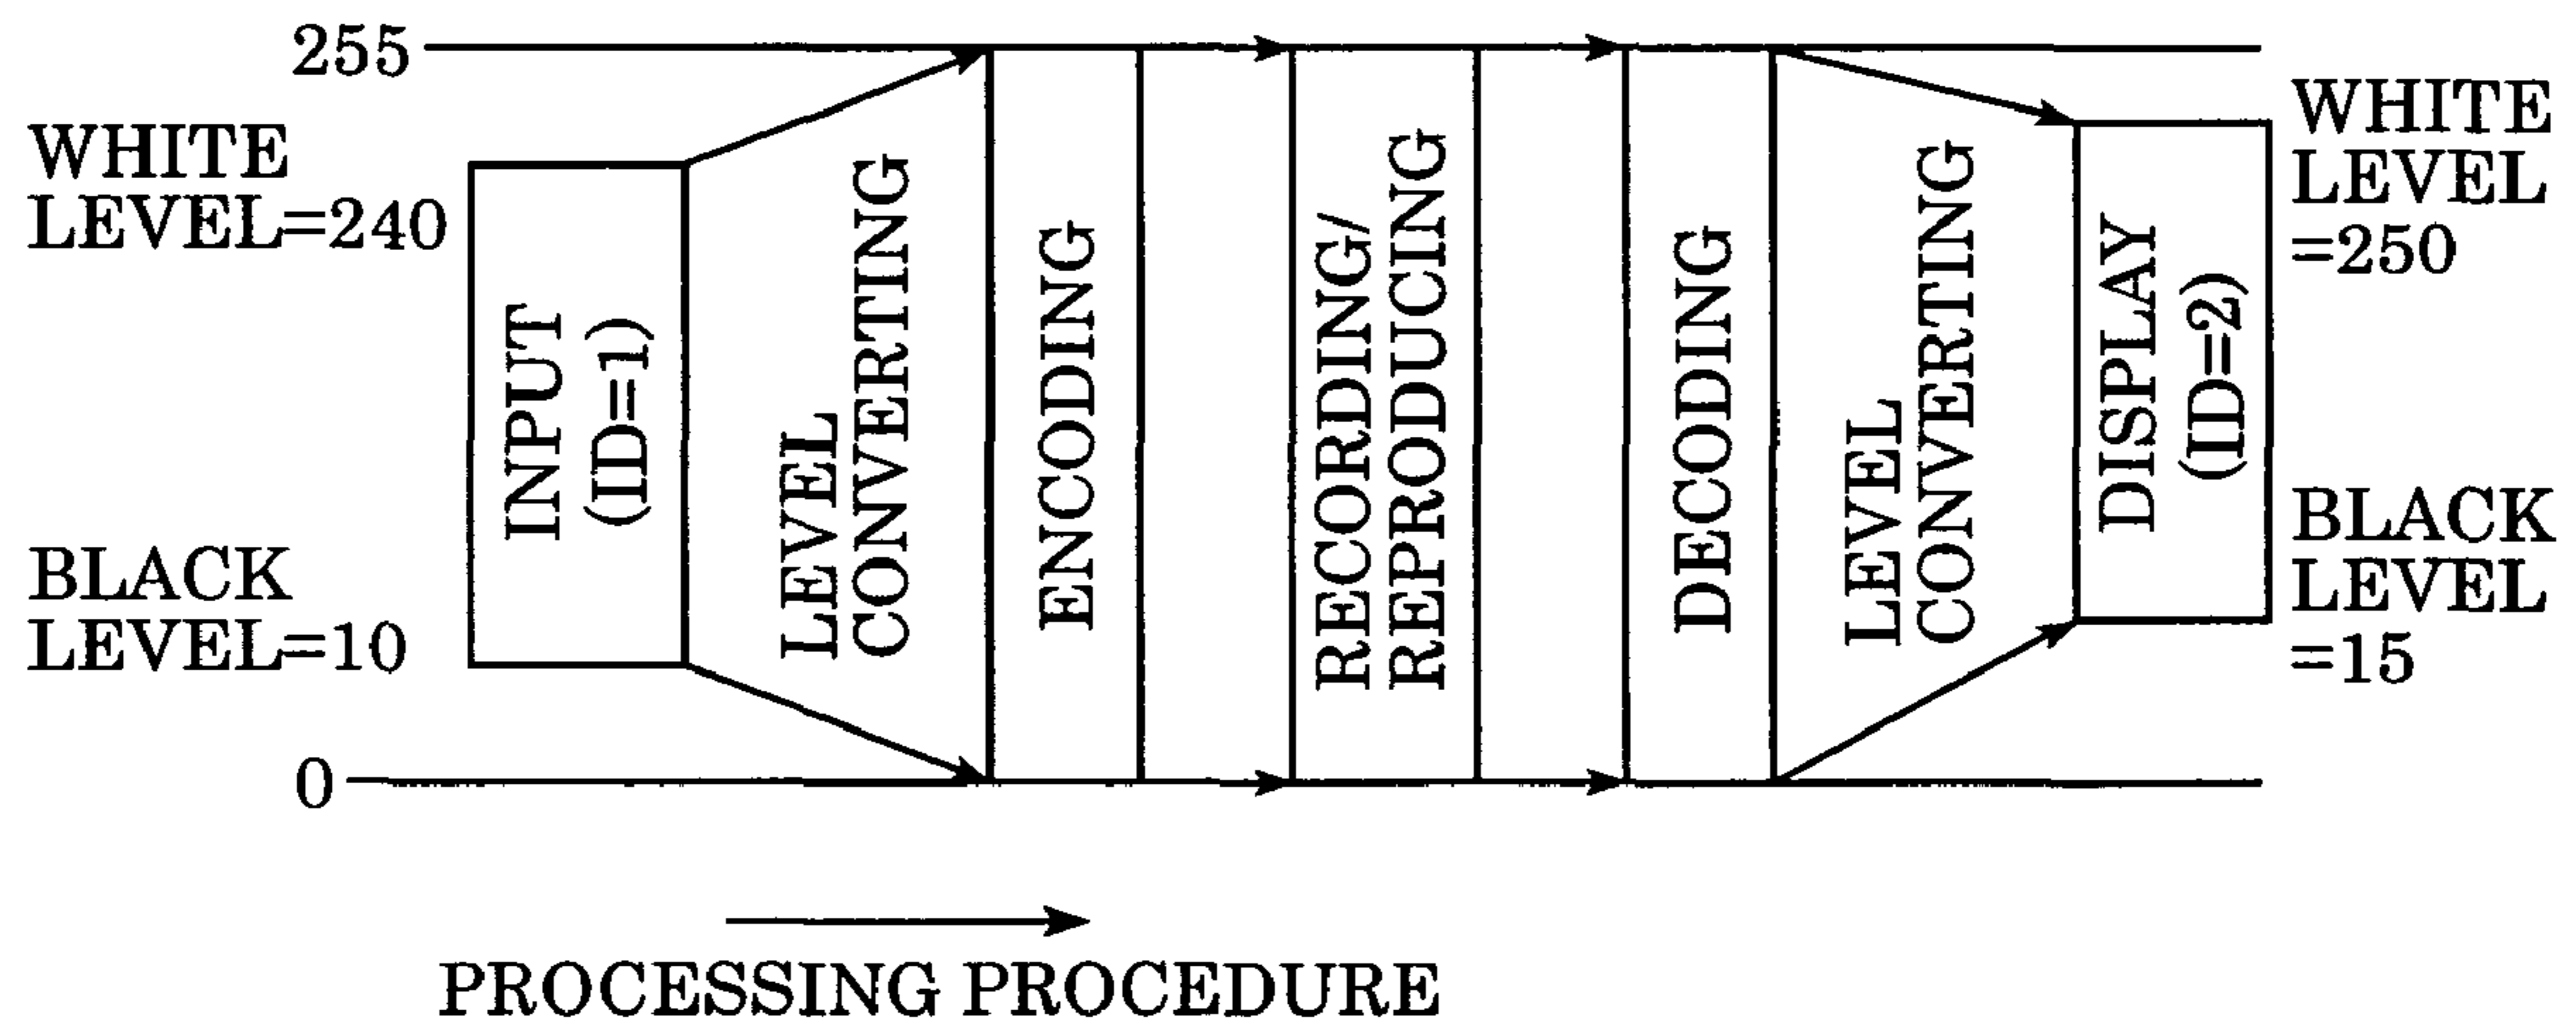 255
WHITE
LEVEL=240
BLACK
LEVEL=10
0
INPUT
(ID=1)
LEVEL
CONVERTING
ENCODING
RECORDING/
REPRODUCING
DECODING
LEVEL
CONVERTING
DISPLAY
(ID=2)
WHITE
LEVEL
=250
BLACK
LEVEL
=15
PROCESSING PROCEDURE